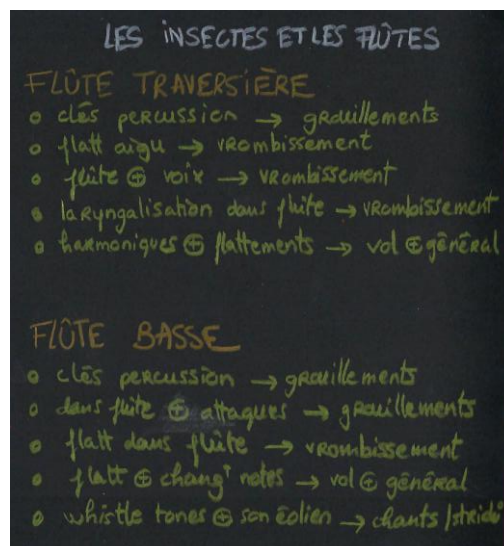 LES INSECTES ET LES FLÛTES
FLÛTE TRAVERSIÈRE
o clés percussion → grouillements
o flatt aigu → vrombissement
o flûte ⊕ voix → vrombissement
o laryngalisation dans flûte → vrombissement
o harmoniques ⊕ flattements → vol ⊕ général
FLÛTE BASSE
o clés percussion → grouillements
o dans flûte ⊕ attaques → grouillements
o flatt dans flûte → vrombissement
o flatt ⊕ changt notes → vol ⊕ général
o whistle tones ⊕ son éolien → chants /